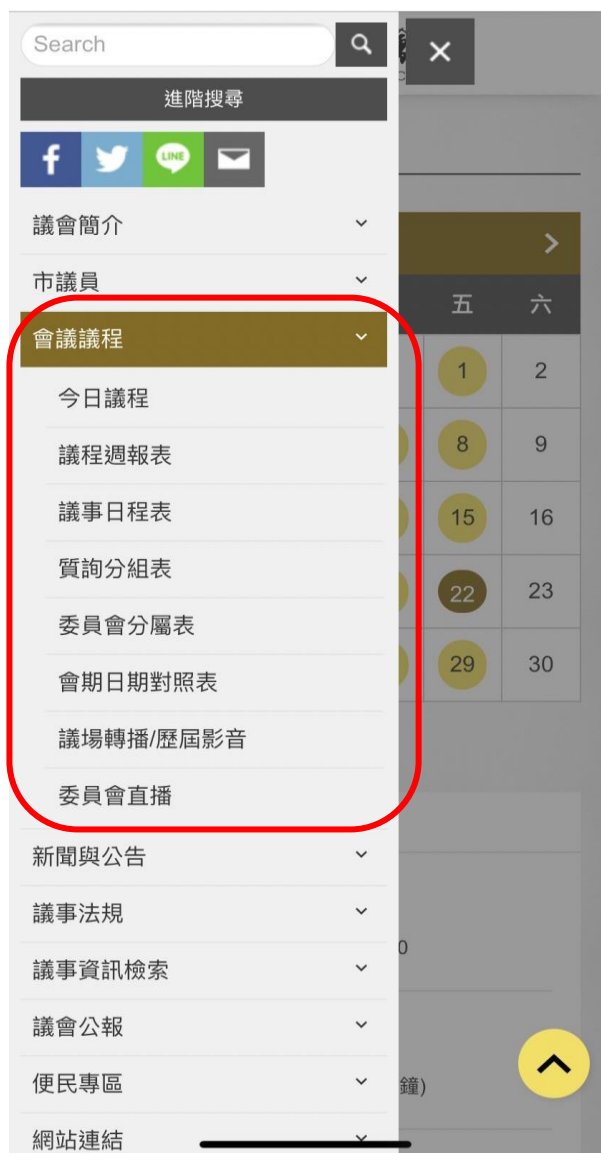 Search
進階搜尋
f LINE
議會簡介
市議員
會議議程
今日議程
議程週報表
議事日程表
質詢分組表
委員會分屬表
會期日期對照表
議場轉播/歷屆影音
委員會直播
新聞與公告
議事法規
議事資訊檢索
議會公報
便民專區
網站連結
五 六
1 2
8 9
15 16
22 23
29 30
0
鐘)